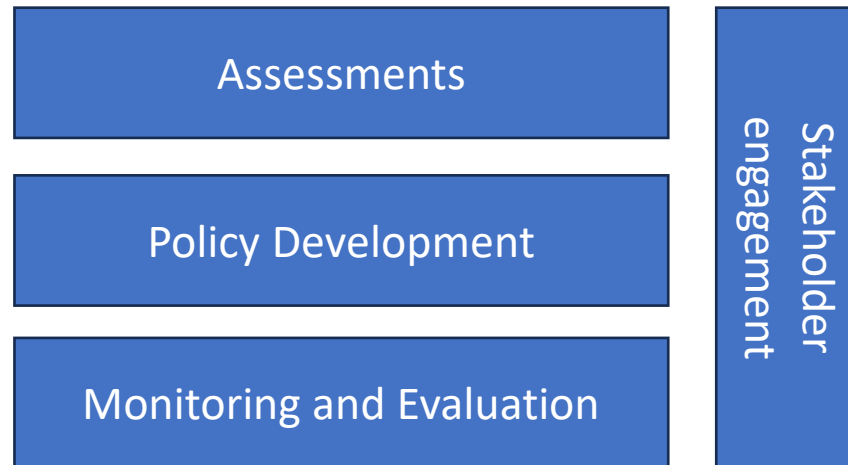 Assessments
Policy Development
Monitoring and Evaluation
Stakeholder
engagement